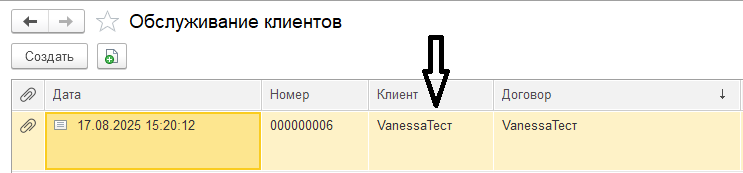 Обслуживание клиентов
Создать
Дата Номер Клиент Договор
17.08.2025 15:20:12 000000006 VanessaТест VanessaТест